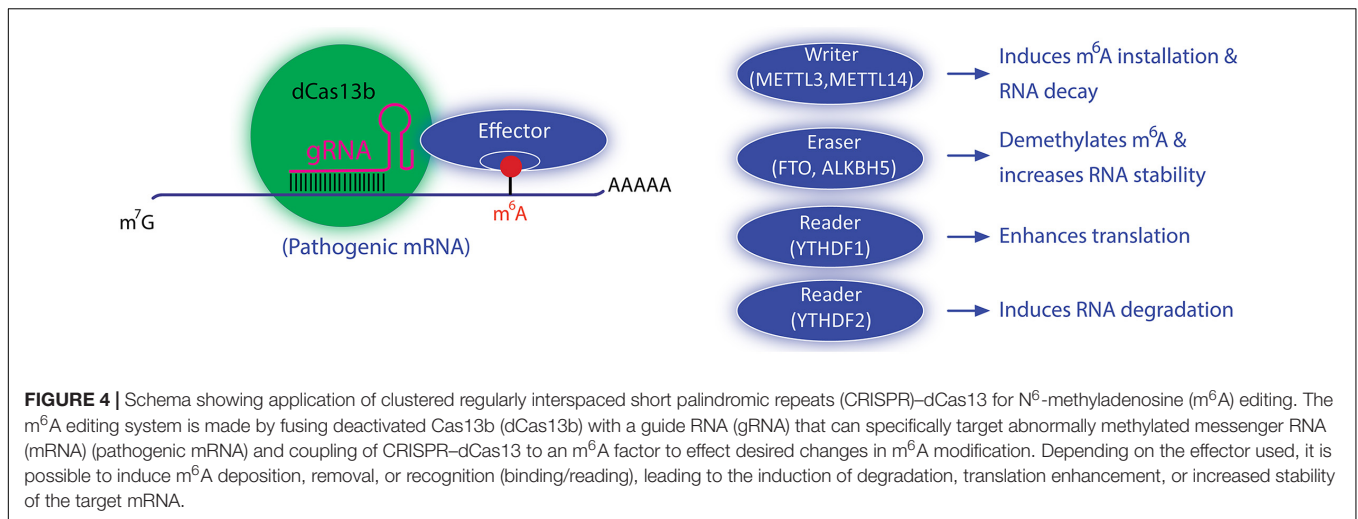 dCas13b
gRNA
Effector
m⁷G
m⁶A
AAAAA
(Pathogenic mRNA)
Writer
(METTL3,METTL14)
Induces m⁶A installation &
RNA decay
Eraser
(FTO, ALKBH5)
Demethylates m⁶A &
increases RNA stability
Reader
(YTHDF1)
Enhances translation
Reader
(YTHDF2)
Induces RNA degradation
FIGURE 4 | Schema showing application of clustered regularly interspaced short palindromic repeats (CRISPR)–dCas13 for N⁶-methyladenosine (m⁶A) editing. The
m⁶A editing system is made by fusing deactivated Cas13b (dCas13b) with a guide RNA (gRNA) that can specifically target abnormally methylated messenger RNA
(mRNA) (pathogenic mRNA) and coupling of CRISPR–dCas13 to an m⁶A factor to effect desired changes in m⁶A modification. Depending on the effector used, it is
possible to induce m⁶A deposition, removal, or recognition (binding/reading), leading to the induction of degradation, translation enhancement, or increased stability
of the target mRNA.